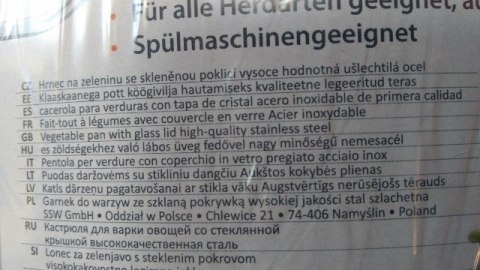 • Für alle Herdarten geeignet,
• Spülmaschinengeeignet
CZ Hrnec na zeleninu se skleněnou poklicí vysoce hodnotná ušlechtilá ocel
EE Klaaskaanega pott köögivilja hautamiseks kvaliteetne legeeritud teras
ES cacerola para verduras con tapa de cristal acero inoxidable de primera calidad
FR Fait-tout à légumes avec couvercle en verre Acier inoxydable
GB Vegetable pan with glass lid high-quality stainless steel
HU es zöldségekhez való lábos üveg fedővel nagy minőségű nemesacél
IT Pentola per verdure con coperchio in vetro pregiato acciaio inox
LT Puodas daržovėms su stikliniu dangčiu Aukštos kokybės plienas
LV Katls dārzeņu pagatavošanai ar stikla vāku Augstvērtīgs nerūsējošs tērauds
PL Garnek do warzyw ze szklaną pokrywką wysokiej jakości stal szlachetna
SSW GmbH • Oddział w Polsce • Chlewice 21 • 74-406 Namyślin • Poland
RU Кастрюля для варки овощей со стеклянной
крышкой высококачественная сталь
SI Lonec za zelenjavo s steklenim pokrovom